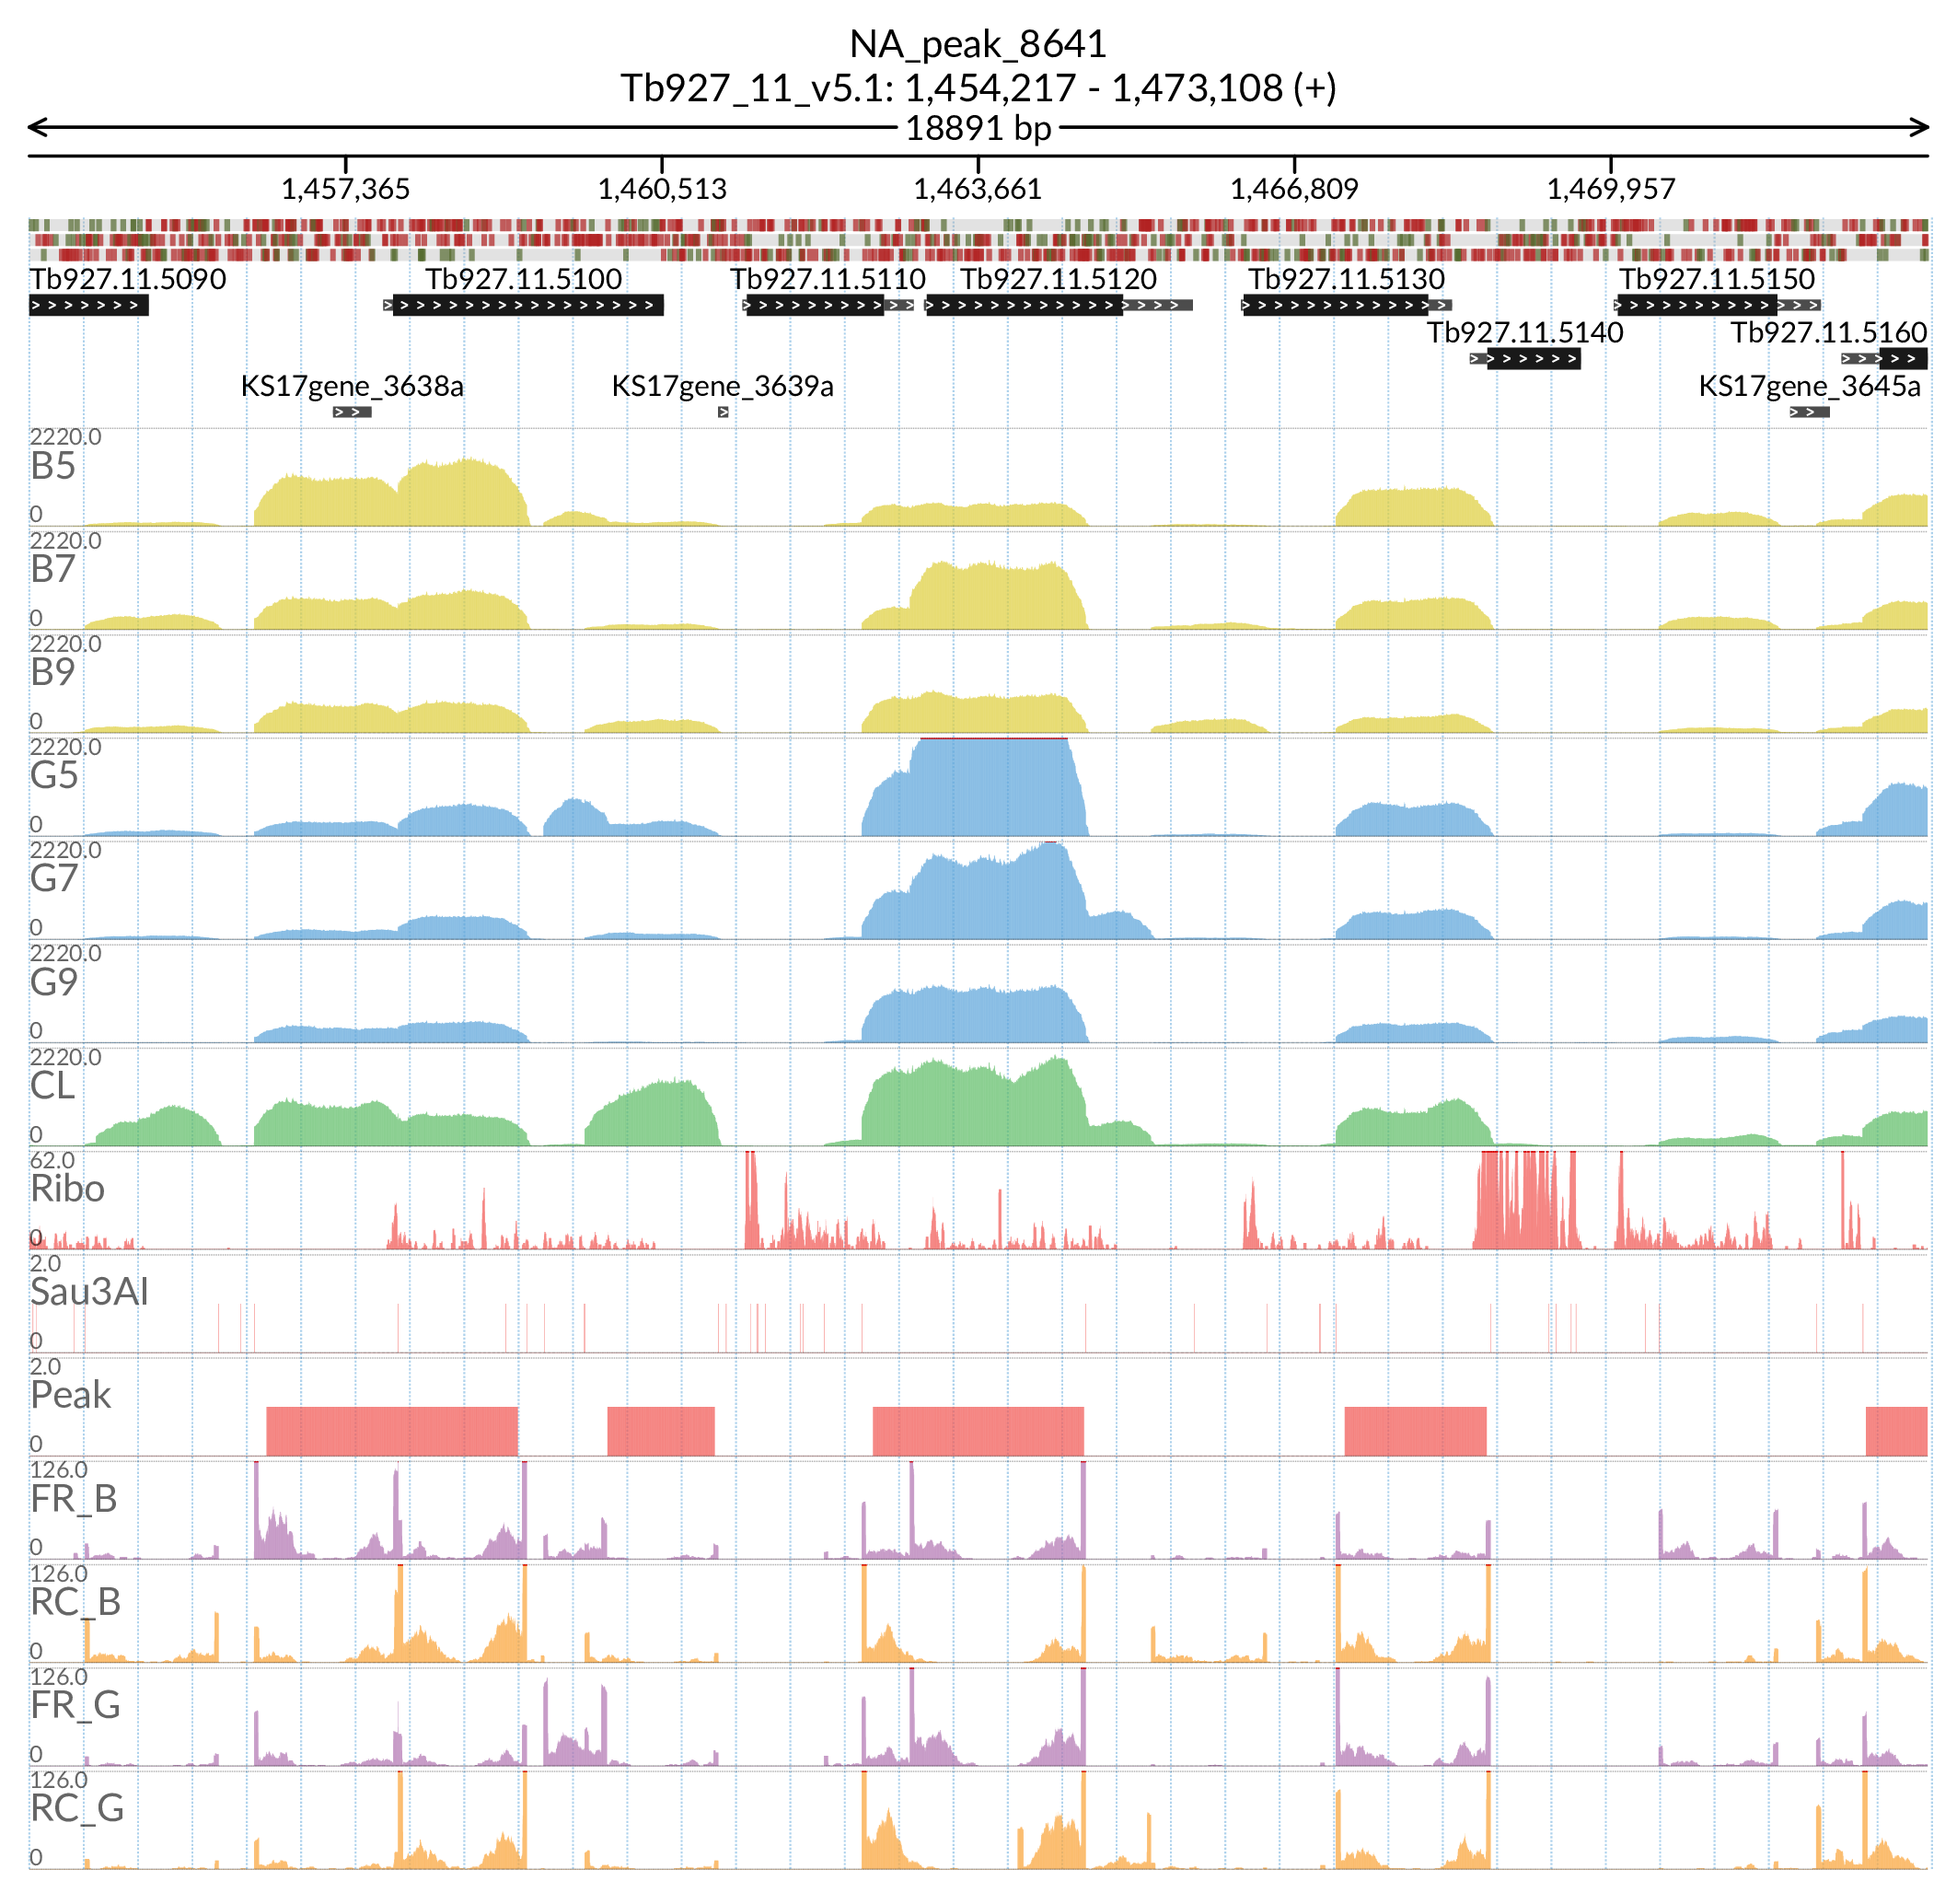 NA_peak_8641
Tb927_11_v5.1: 1,454,217 - 1,473,108 (+)
18891 bp
1,457,365 1,460,513 1,463,661 1,466,809 1,469,957
Tb927.11.5090 Tb927.11.5100 Tb927.11.5110 Tb927.11.5120 Tb927.11.5130 Tb927.11.5150
Tb927.11.5140 Tb927.11.5160
KS17gene_3638a KS17gene_3639a KS17gene_3645a
2220.0
B5
0
2220.0
B7
0
2220.0
B9
0
2220.0
G5
0
2220.0
G7
0
2220.0
G9
0
2220.0
CL
0
62.0
Ribo
0
2.0
Sau3AI
0
2.0
Peak
0
126.0
FR_B
0
126.0
RC_B
0
126.0
FR_G
0
126.0
RC_G
0